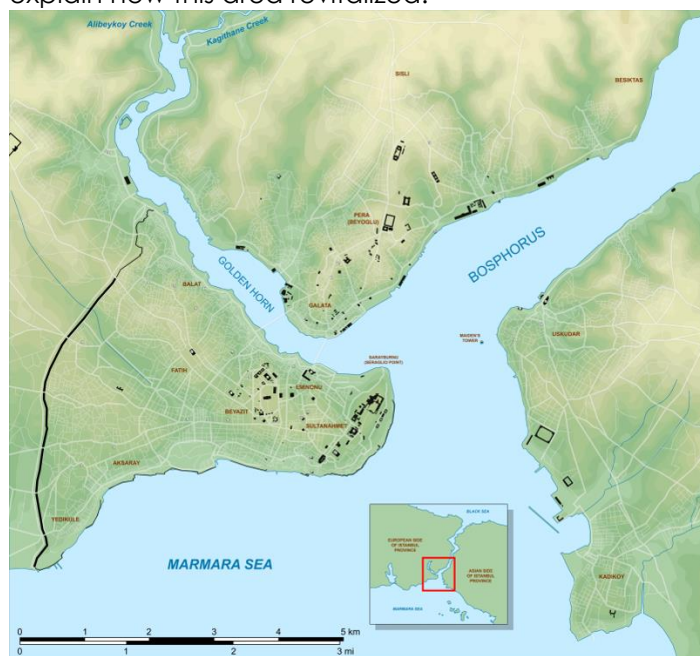 explain how this area revitalized.
Alibeykoy Creek
Kagithane Creek
SISLI
BESIKTAS
PERA
(BEYOGLU)
BOSPHORUS
GOLDEN HORN
BALAT
GALATA
MAIDEN'S
TOWER
USKUDAR
SARAYBURNU
(SERAGLIO POINT)
FATIH
EMINONU
BEYAZIT
SULTANAHMET
AKSARAY
YEDIKULE
MARMARA SEA
KADIKOY
BLACK SEA
EUROPEAN SIDE
OF ISTANBUL
PROVINCE
ASIAN SIDE
OF ISTANBUL
PROVINCE
MARMARA SEA
0 1 2 3 4 5 km
0 1 2 3 mi